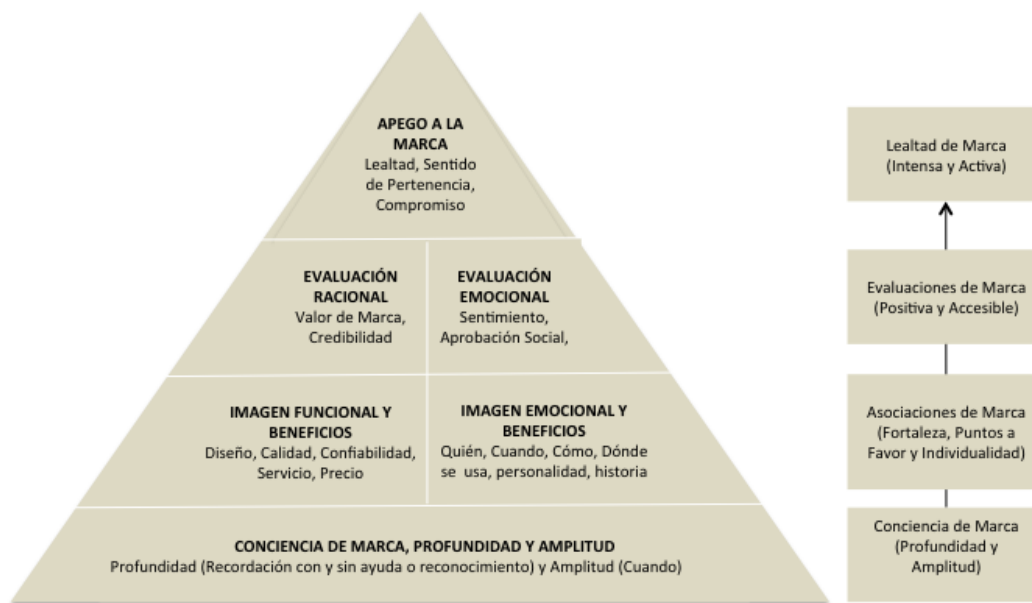 APEGO A LA
MARCA
Lealtad, Sentido
de Pertenencia,
Compromiso
EVALUACIÓN
RACIONAL
Valor de Marca,
Credibilidad
EVALUACIÓN
EMOCIONAL
Sentimiento,
Aprobación Social,
IMAGEN FUNCIONAL Y
BENEFICIOS
Diseño, Calidad, Confiabilidad,
Servicio, Precio
IMAGEN EMOCIONAL Y
BENEFICIOS
Quién, Cuando, Cómo, Dónde
se usa, personalidad, historia
CONCIENCIA DE MARCA, PROFUNDIDAD Y AMPLITUD
Profundidad (Recordación con y sin ayuda o reconocimiento) y Amplitud (Cuando)
Lealtad de Marca
(Intensa y Activa)
Evaluaciones de Marca
(Positiva y Accesible)
Asociaciones de Marca
(Fortaleza, Puntos a
Favor y Individualidad)
Conciencia de Marca
(Profundidad y
Amplitud)